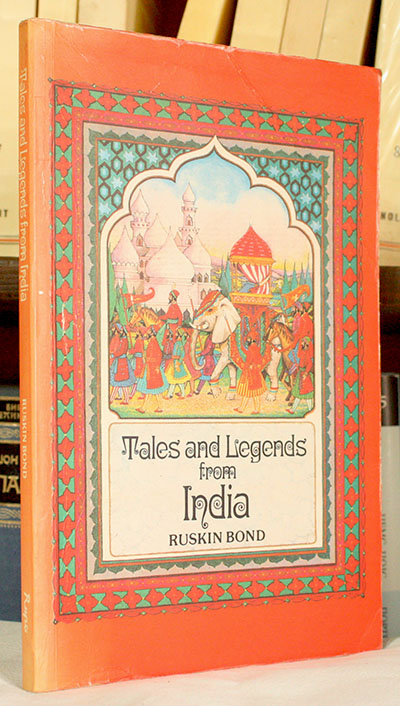 Tales and Legends
from
India
RUSKIN BOND
Tales and Legends from India
RUSKIN BOND